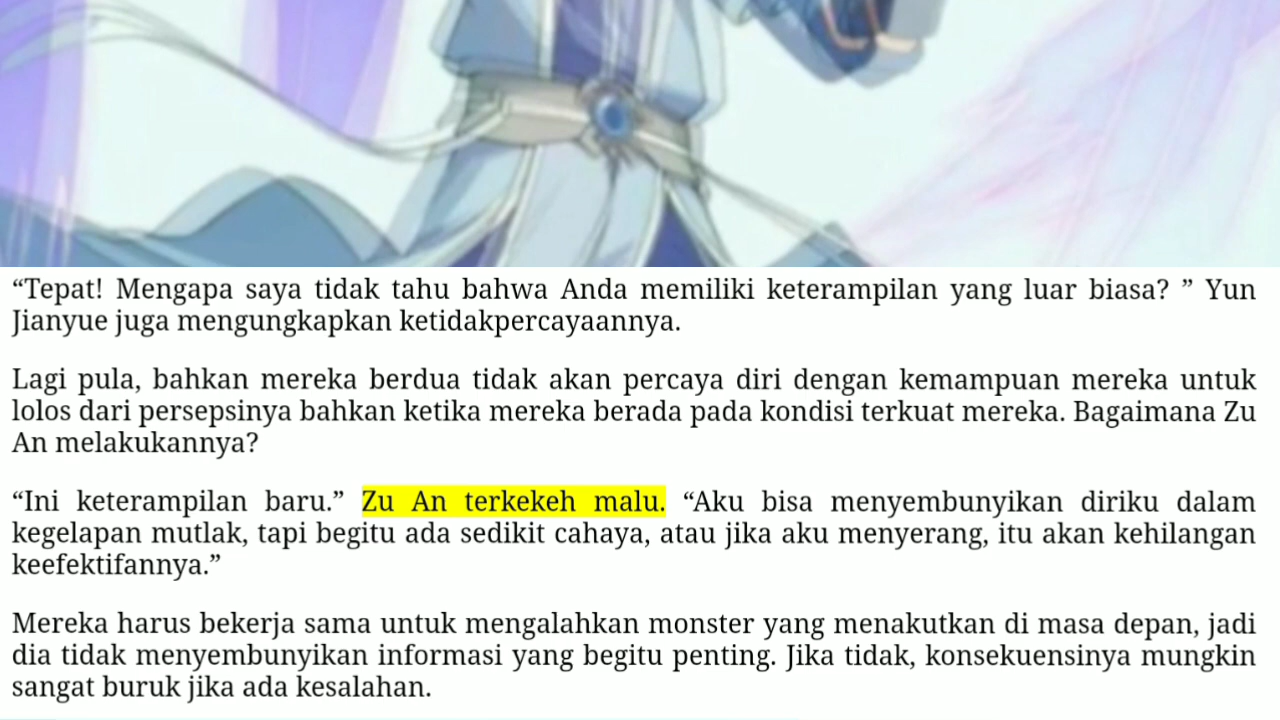 “Tepat! Mengapa saya tidak tahu bahwa Anda memiliki keterampilan yang luar biasa? ” Yun
Jianyue juga mengungkapkan ketidakpercayaannya.
Lagi pula, bahkan mereka berdua tidak akan percaya diri dengan kemampuan mereka untuk
lolos dari persepsinya bahkan ketika mereka berada pada kondisi terkuat mereka. Bagaimana Zu
An melakukannya?
“Ini keterampilan baru.” Zu An terkekeh malu. “Aku bisa menyembunyikan diriku dalam
kegelapan mutlak, tapi begitu ada sedikit cahaya, atau jika aku menyerang, itu akan kehilangan
keefektifannya.”
Mereka harus bekerja sama untuk mengalahkan monster yang menakutkan di masa depan, jadi
dia tidak menyembunyikan informasi yang begitu penting. Jika tidak, konsekuensinya mungkin
sangat buruk jika ada kesalahan.